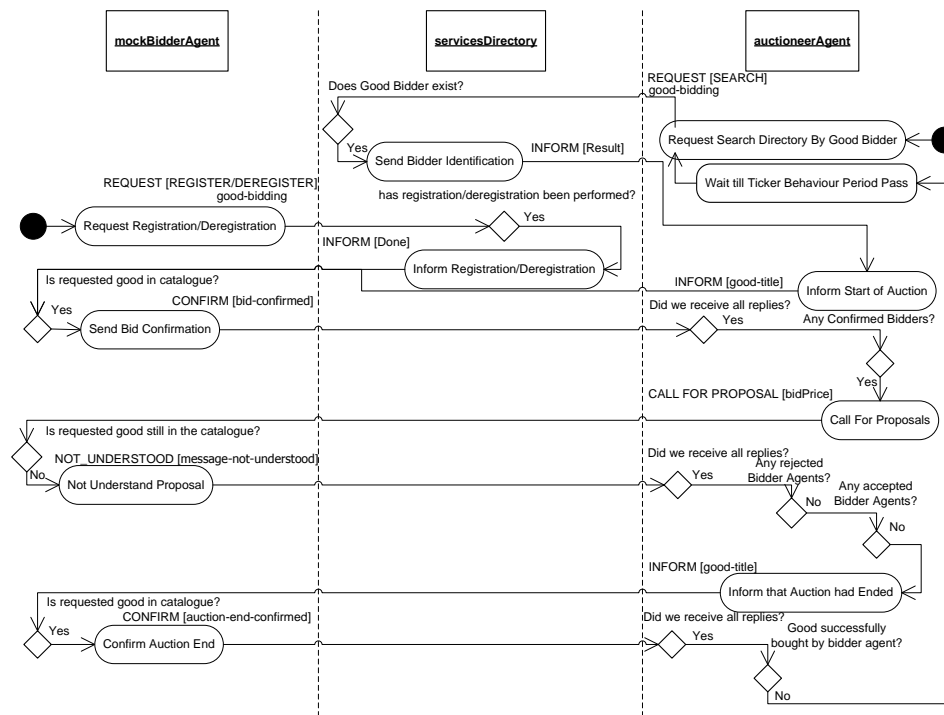 mockBidderAgent
servicesDirectory
auctioneerAgent
REQUEST [SEARCH]
good-bidding
Does Good Bidder exist?
Request Search Directory By Good Bidder
Yes
Send Bidder Identification
INFORM [Result]
Wait till Ticker Behaviour Period Pass
REQUEST [REGISTER/DEREGISTER]
good-bidding
has registration/deregistration been performed?
Request Registration/Deregistration
Yes
INFORM [Done]
Inform Registration/Deregistration
Is requested good in catalogue?
INFORM [good-title]
Inform Start of Auction
CONFIRM [bid-confirmed]
Did we receive all replies?
Yes
Send Bid Confirmation
Yes
Any Confirmed Bidders?
Yes
CALL FOR PROPOSAL [bidPrice]
Call For Proposals
Is requested good still in the catalogue?
NOT_UNDERSTOOD [message-not-understood]
Did we receive all replies?
Any rejected
Bidder Agents?
No
Not Understand Proposal
Yes
Any accepted
Bidder Agents?
No
No
INFORM [good-title]
Inform that Auction had Ended
Is requested good in catalogue?
CONFIRM [auction-end-confirmed]
Did we receive all replies?
Yes
Confirm Auction End
Yes
Good successfully
bought by bidder agent?
No